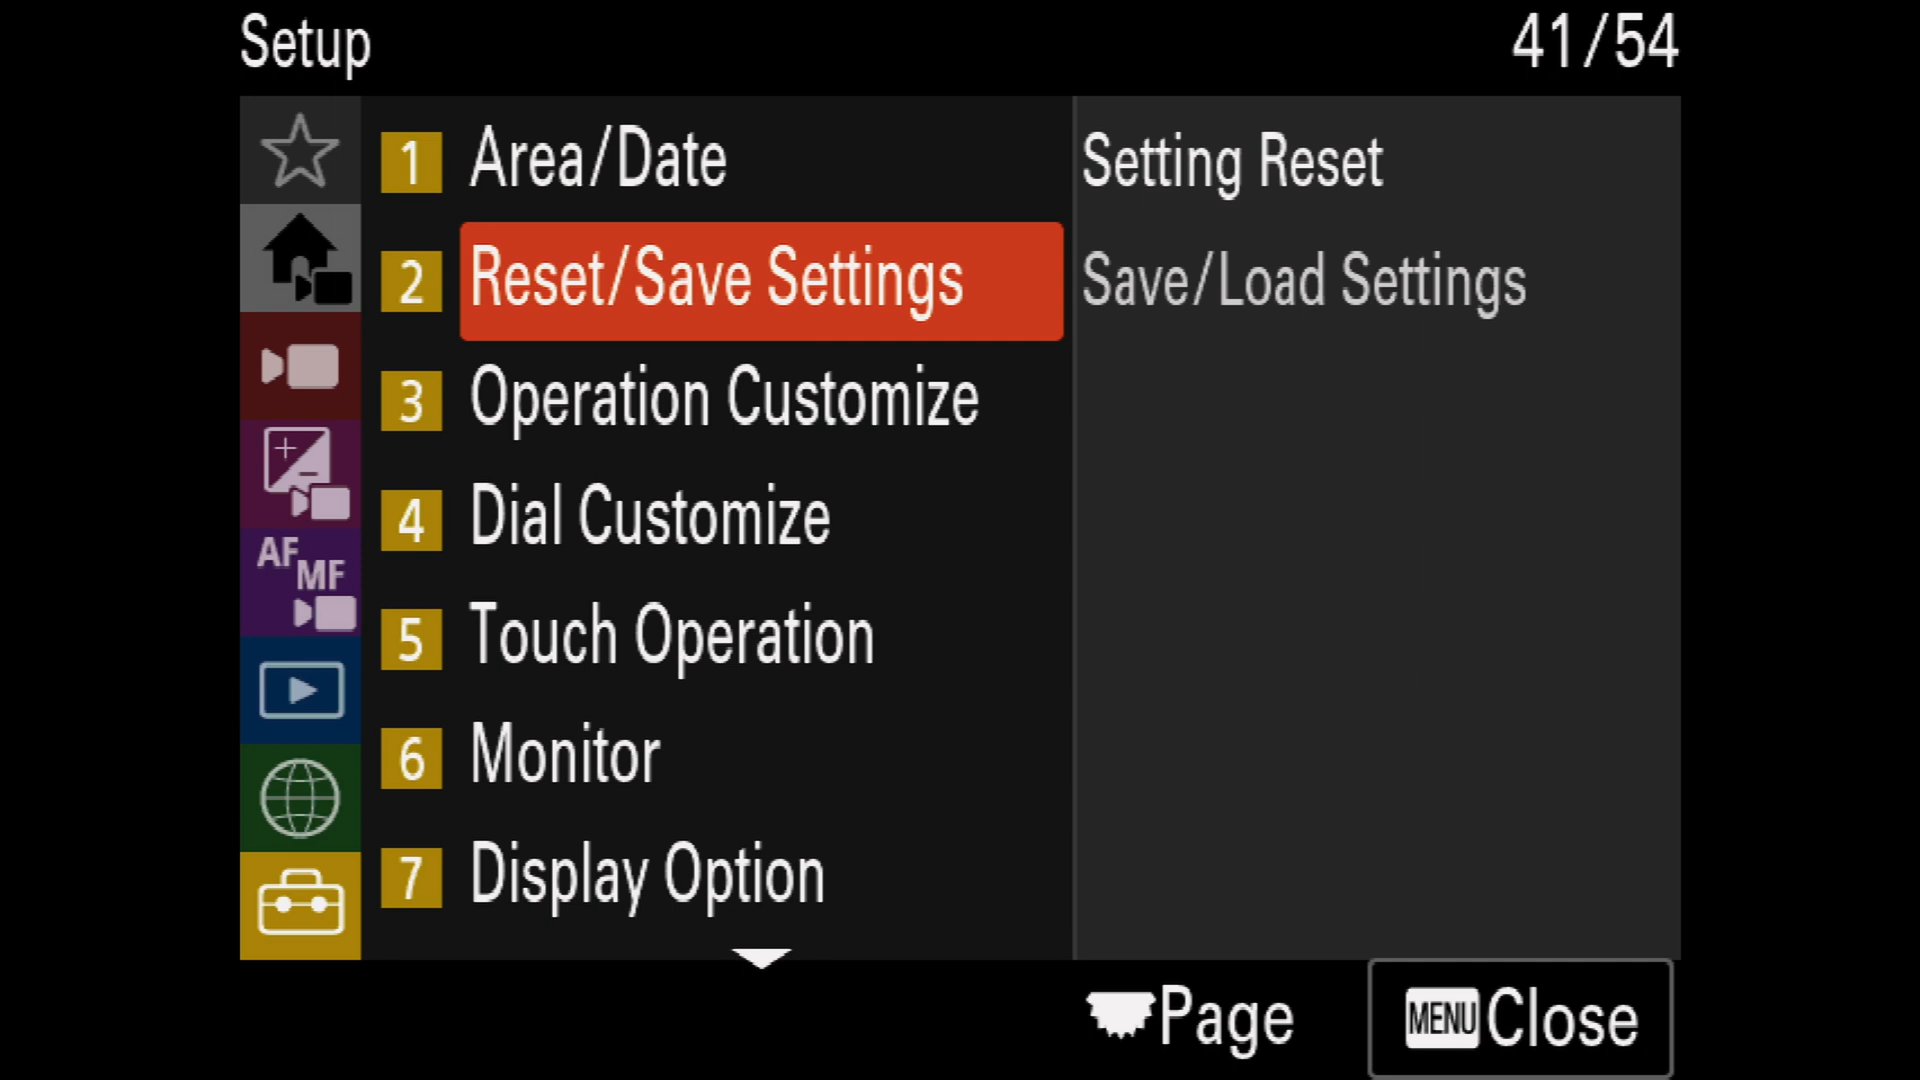 Setup 41/54
1 Area/Date
2 Reset/Save Settings
3 Operation Customize
4 Dial Customize
5 Touch Operation
6 Monitor
7 Display Option
Setting Reset
Save/Load Settings
AF
MF
Page
MENU Close